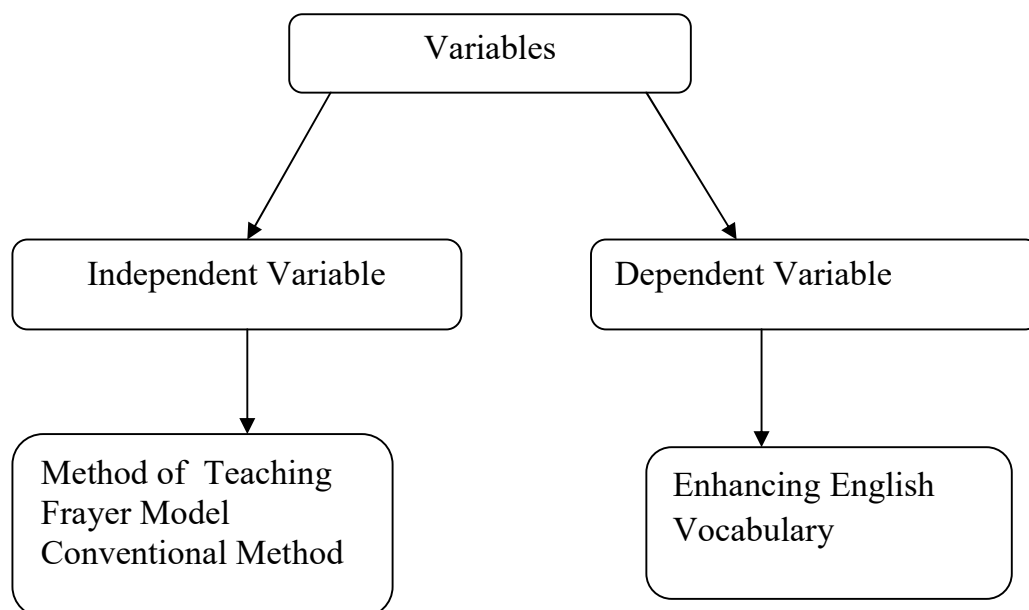 Variables
Independent Variable
Dependent Variable
Method of Teaching
Frayer Model
Conventional Method
Enhancing English
Vocabulary